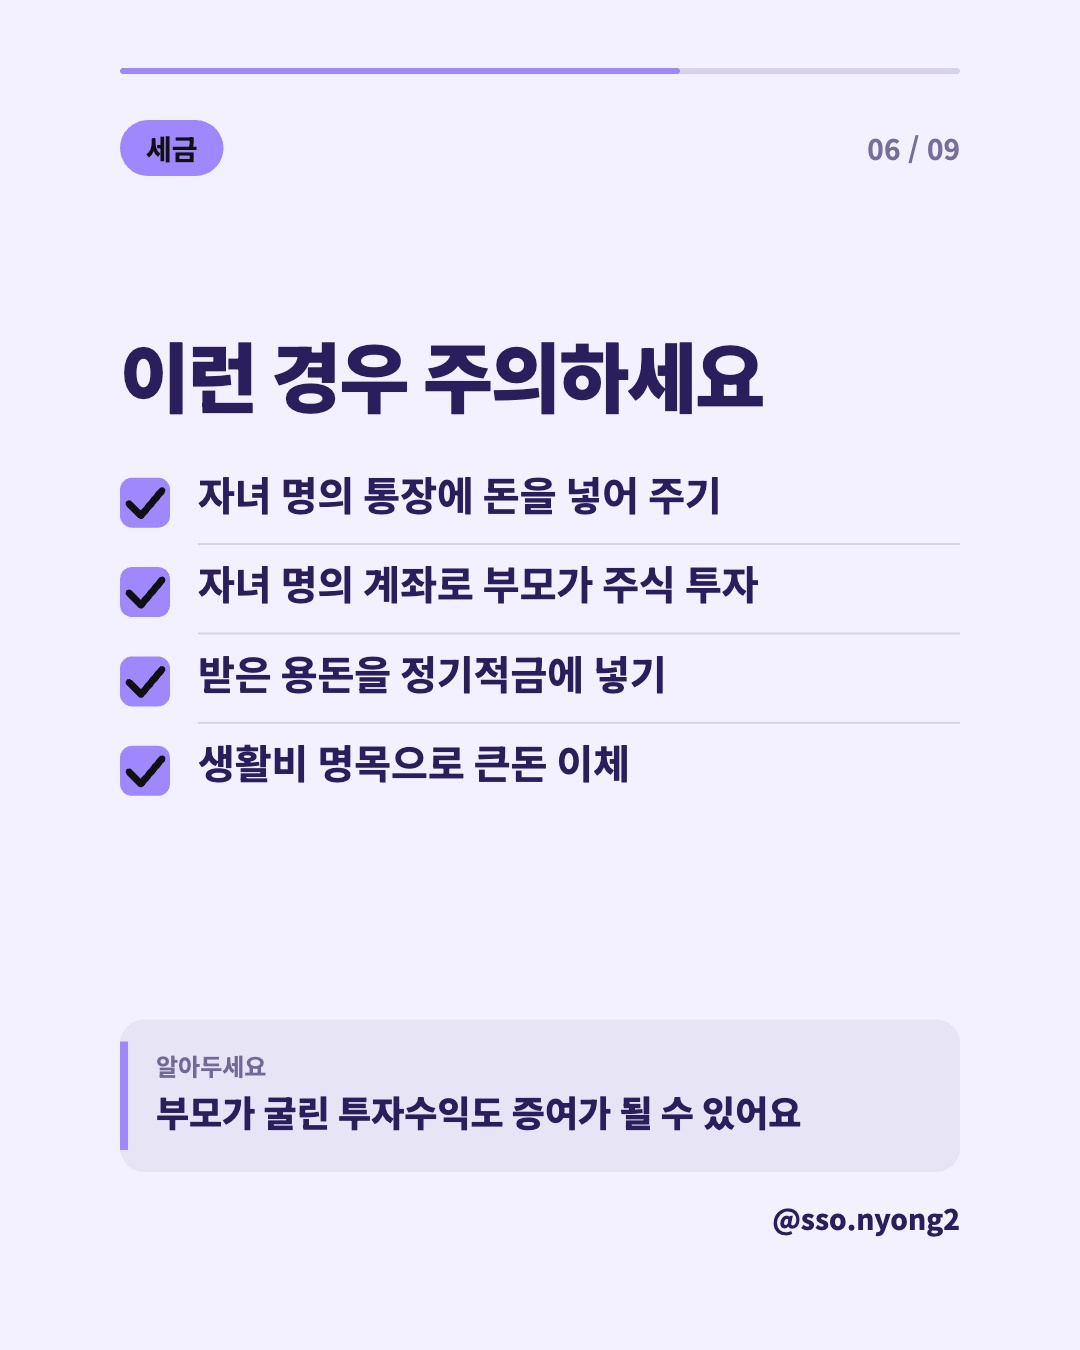 세금
06 / 09
이런 경우 주의하세요
자녀 명의 통장에 돈을 넣어 주기
자녀 명의 계좌로 부모가 주식 투자
받은 용돈을 정기적금에 넣기
생활비 명목으로 큰돈 이체
알아두세요
부모가 굴린 투자수익도 증여가 될 수 있어요
@sso.nyong2